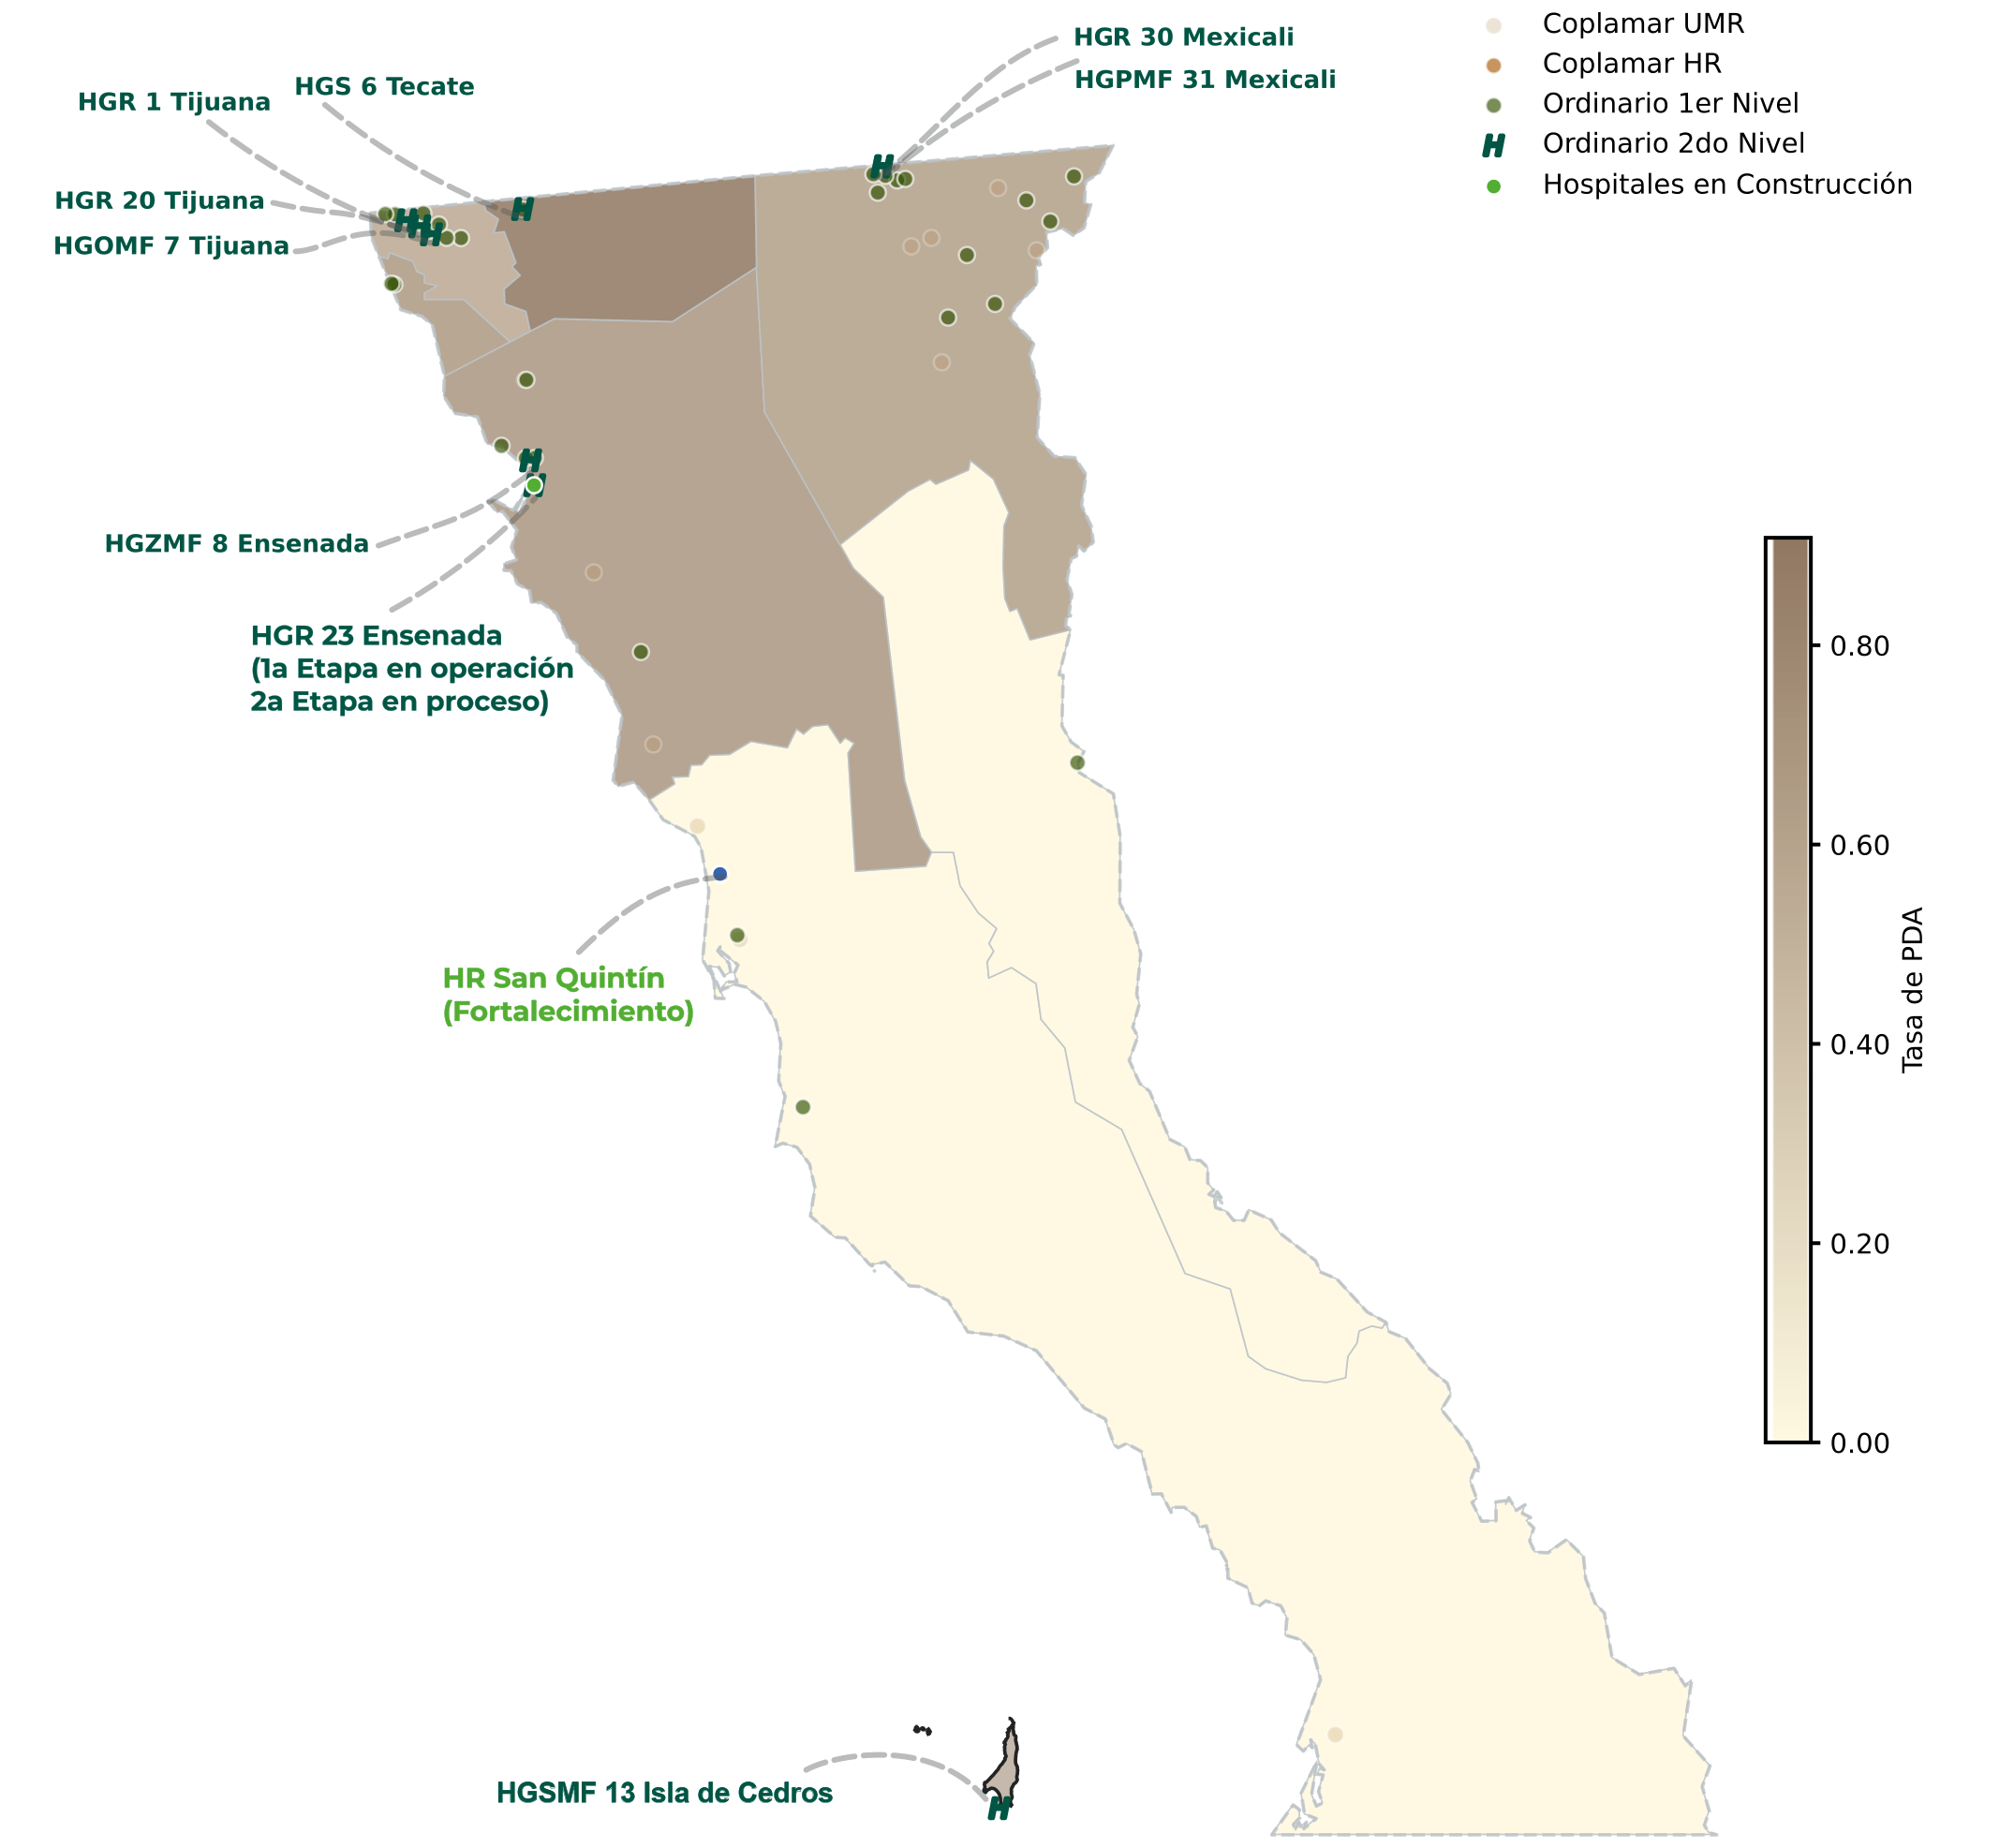 HGR 30 Mexicali
HGPMF 31 Mexicali
HGS 6 Tecate
HGR 1 Tijuana
HGR 20 Tijuana
HGOMF 7 Tijuana
Coplamar UMR
Coplamar HR
Ordinario 1er Nivel
Ordinario 2do Nivel
Hospitales en Construcción
HGZMF 8 Ensenada
HGR 23 Ensenada
(1a Etapa en operación
2a Etapa en proceso)
HR San Quintín
(Fortalecimiento)
HGSMF 13 Isla de Cedros
0.80
0.60
0.40
0.20
0.00
Tasa de PDA